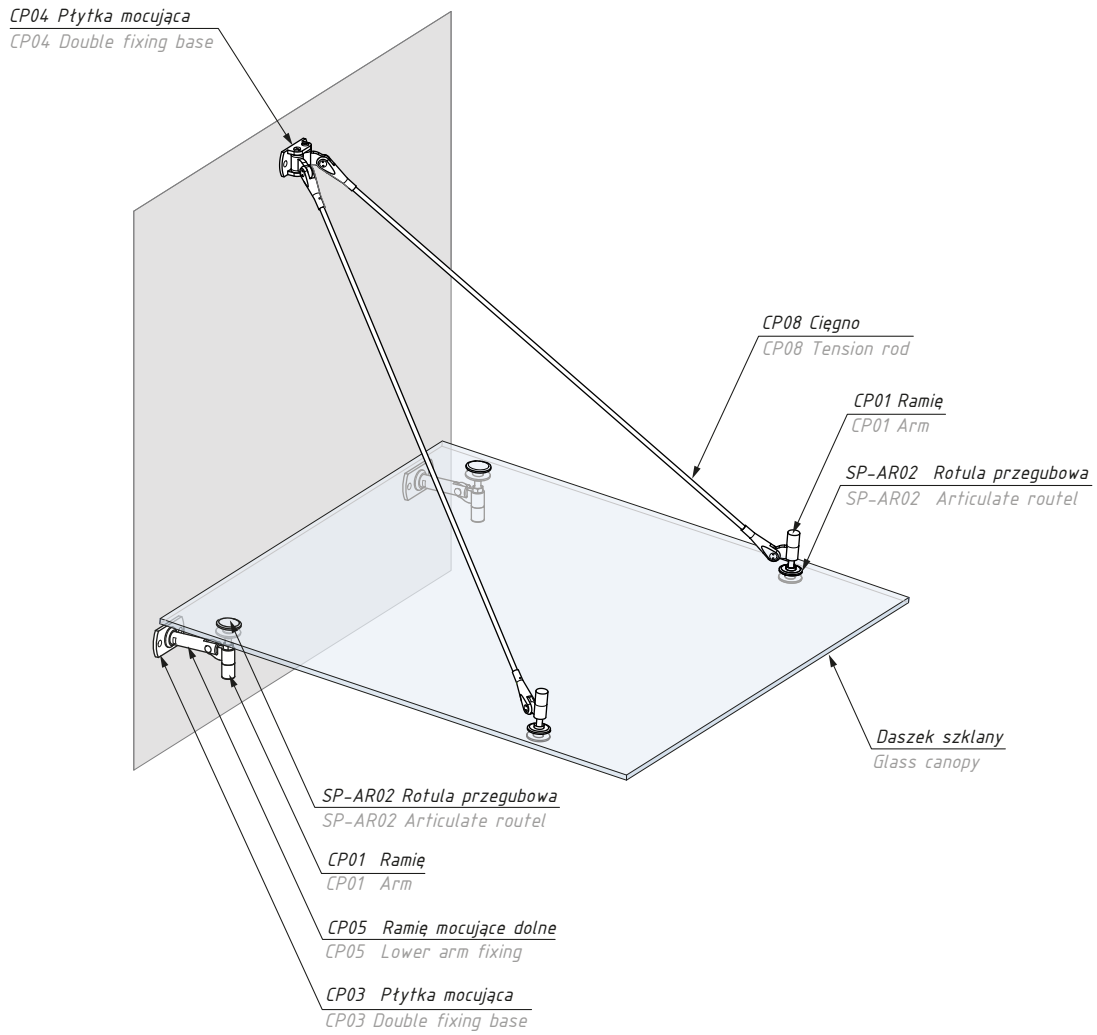 CP04 Płytka mocująca
CP04 Double fixing base
CP08 Cięgno
CP08 Tension rod
CP01 Ramię
CP01 Arm
SP-AR02 Rotula przegubowa
SP-AR02 Articulate routel
Daszek szklany
Glass canopy
SP-AR02 Rotula przegubowa
SP-AR02 Articulate routel
CP01 Ramię
CP01 Arm
CP05 Ramię mocujące dolne
CP05 Lower arm fixing
CP03 Płytka mocująca
CP03 Double fixing base